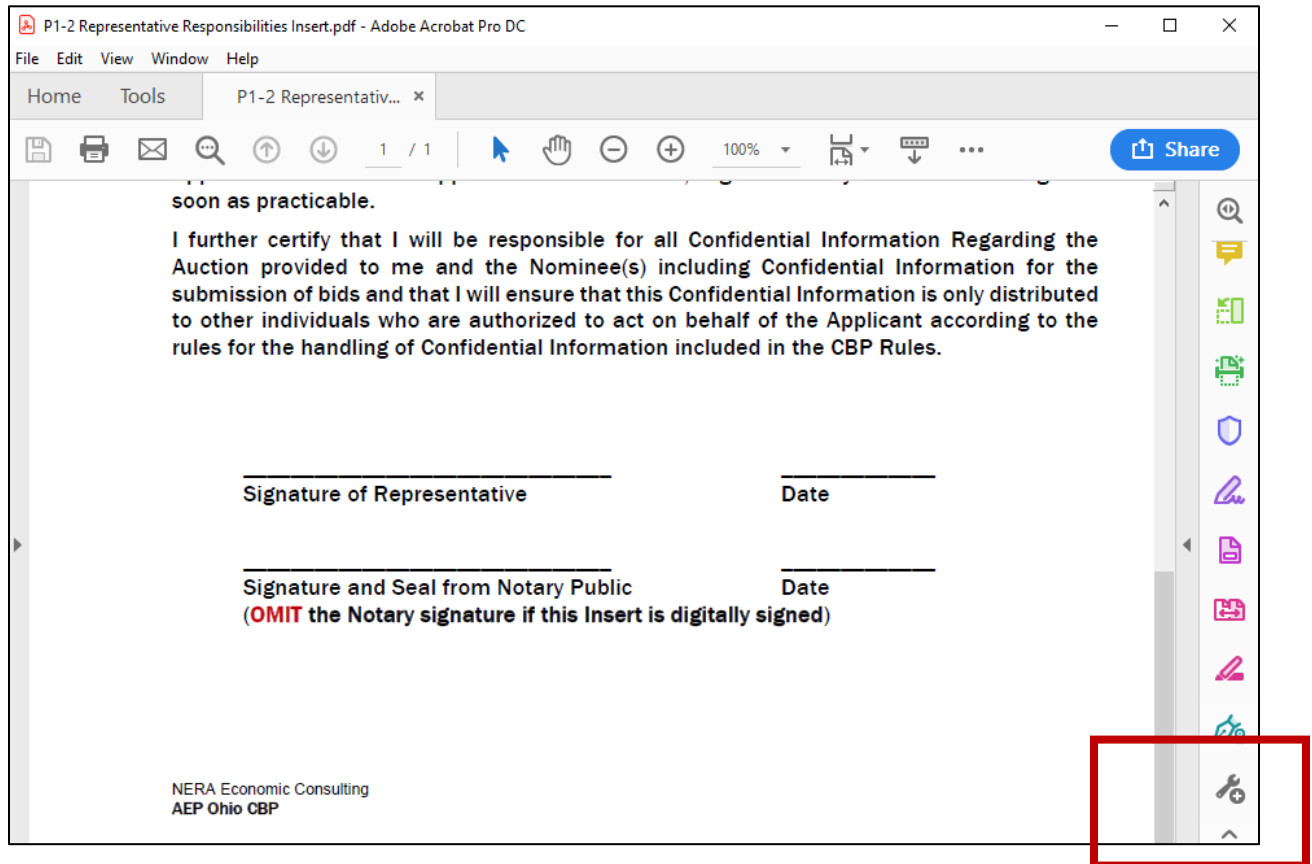 P1-2 Representative Responsibilities Insert.pdf - Adobe Acrobat Pro DC
File Edit View Window Help
Home Tools P1-2 Representativ... ×
1 / 1 100% Share
soon as practicable.
I further certify that I will be responsible for all Confidential Information Regarding the
Auction provided to me and the Nominee(s) including Confidential Information for the
submission of bids and that I will ensure that this Confidential Information is only distributed
to other individuals who are authorized to act on behalf of the Applicant according to the
rules for the handling of Confidential Information included in the CBP Rules.
Signature of Representative Date
Signature and Seal from Notary Public Date
(OMIT the Notary signature if this Insert is digitally signed)
NERA Economic Consulting
AEP Ohio CBP